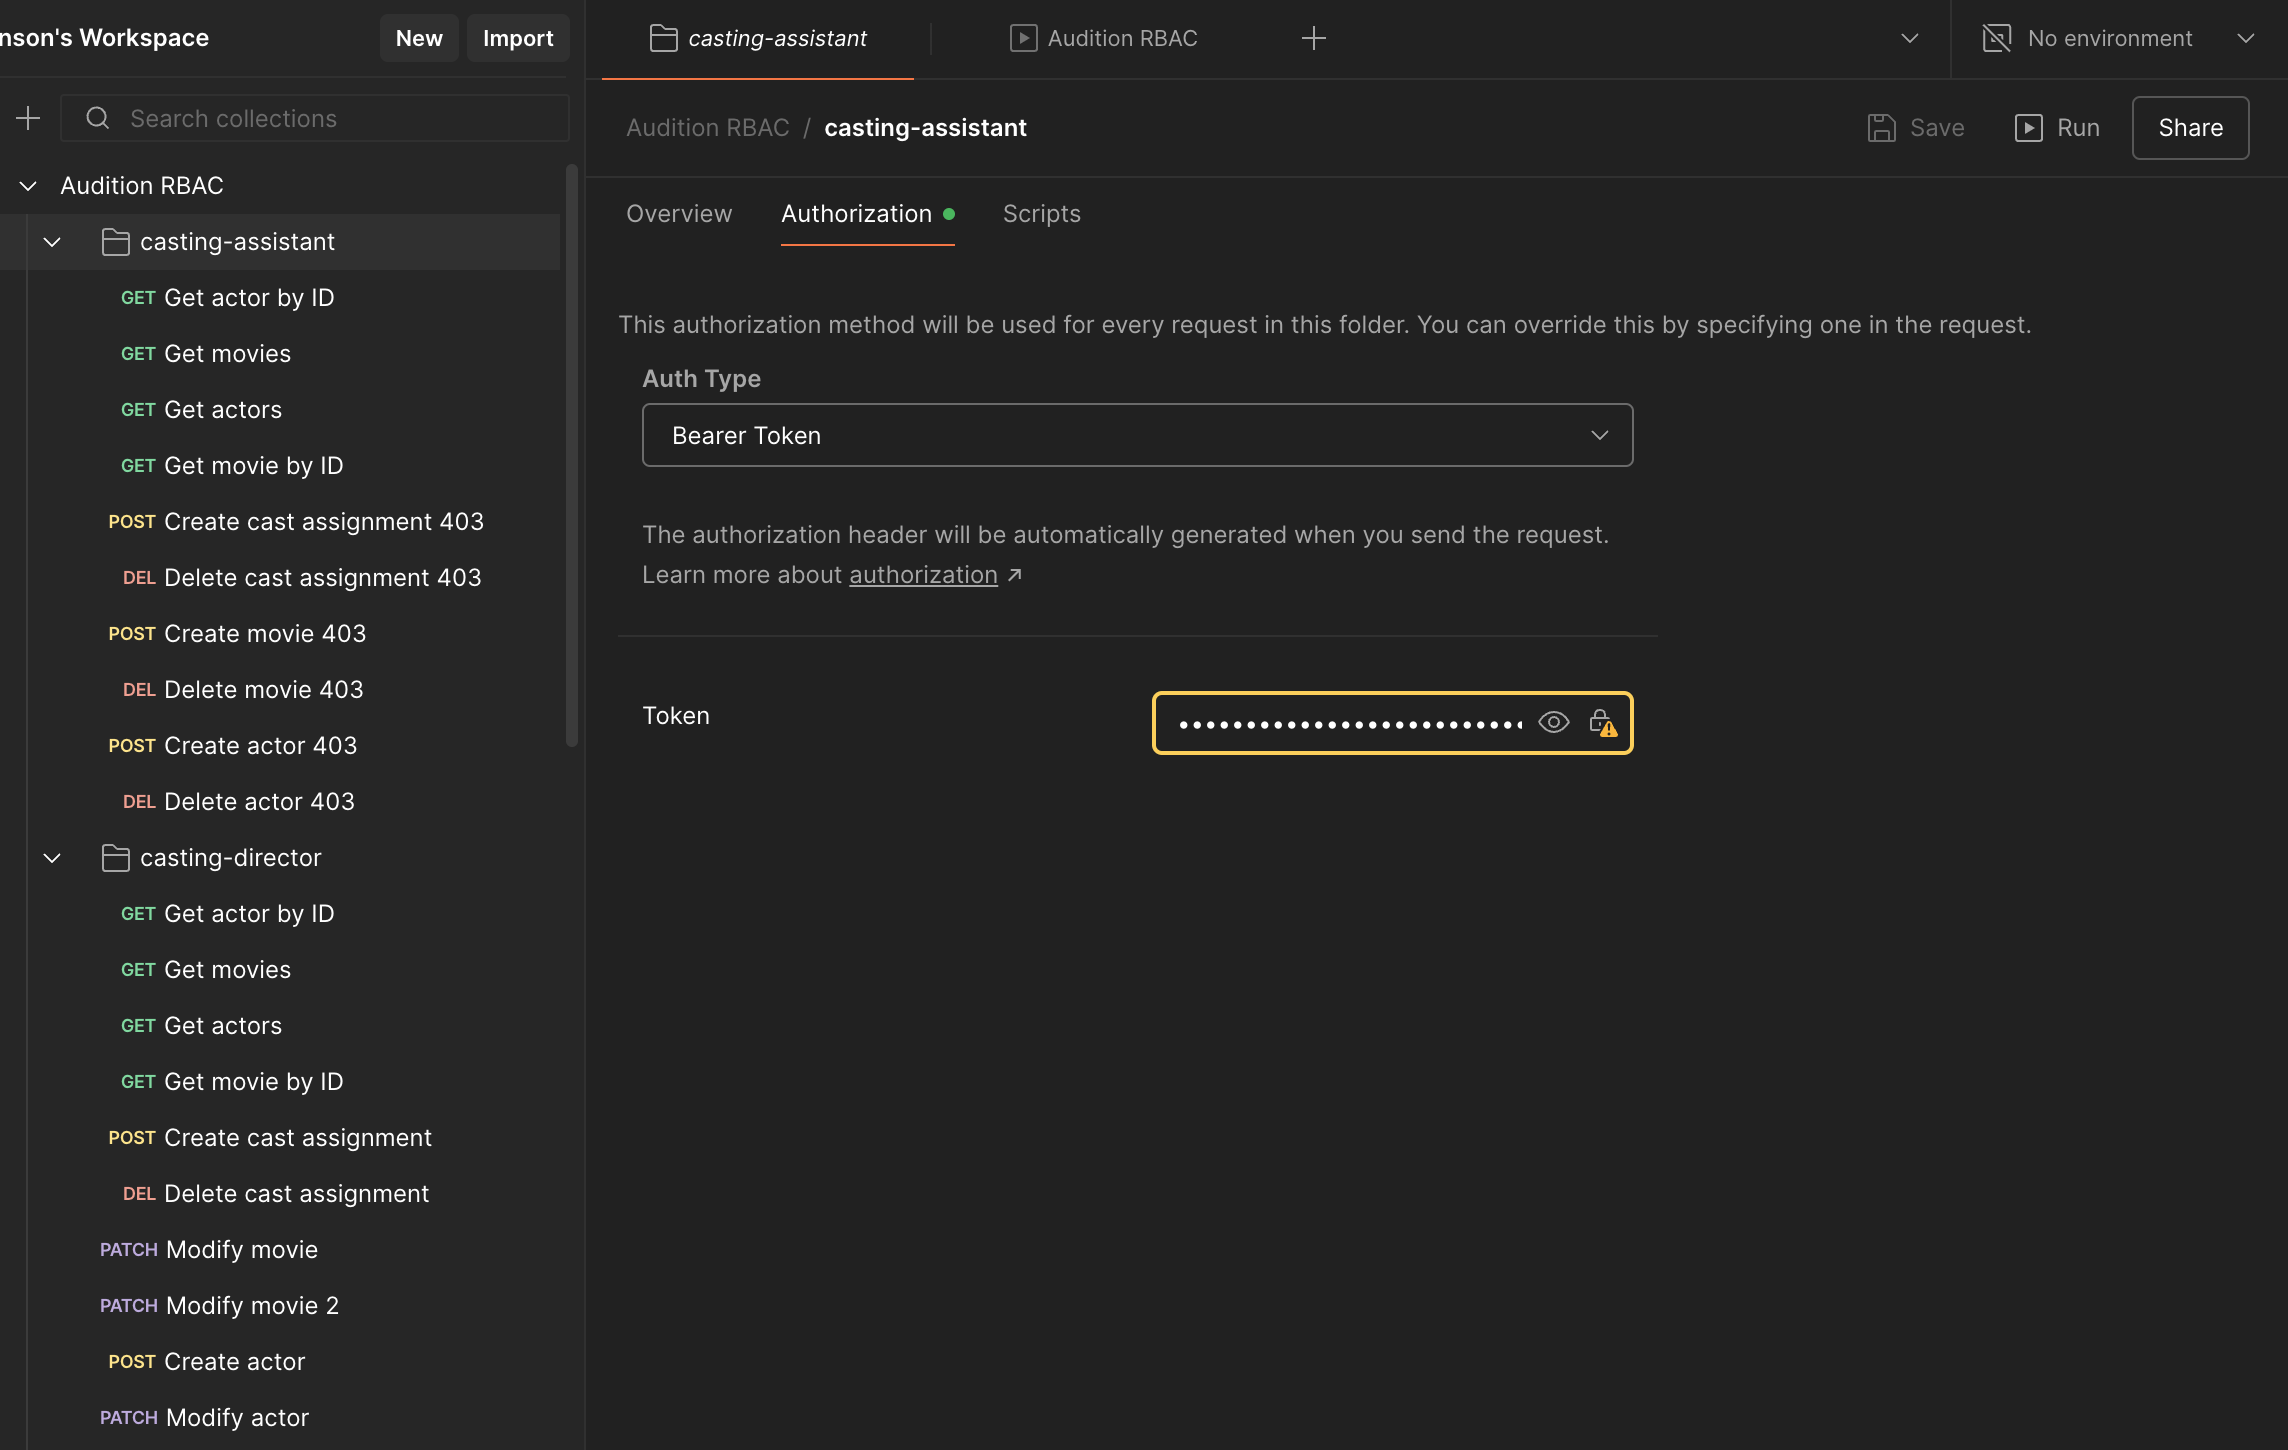 nson's Workspace
New
Import
Search collections
Audition RBAC
casting-assistant
GET Get actor by ID
GET Get movies
GET Get actors
GET Get movie by ID
POST Create cast assignment 403
DEL Delete cast assignment 403
POST Create movie 403
DEL Delete movie 403
POST Create actor 403
DEL Delete actor 403
casting-director
GET Get actor by ID
GET Get movies
GET Get actors
GET Get movie by ID
POST Create cast assignment
DEL Delete cast assignment
PATCH Modify movie
PATCH Modify movie 2
POST Create actor
PATCH Modify actor
casting-assistant
Audition RBAC
No environment
Audition RBAC / casting-assistant
Save
Run
Share
Overview
Authorization
Scripts
This authorization method will be used for every request in this folder. You can override this by specifying one in the request.
Auth Type
Bearer Token
The authorization header will be automatically generated when you send the request.
Learn more about authorization ↗
Token